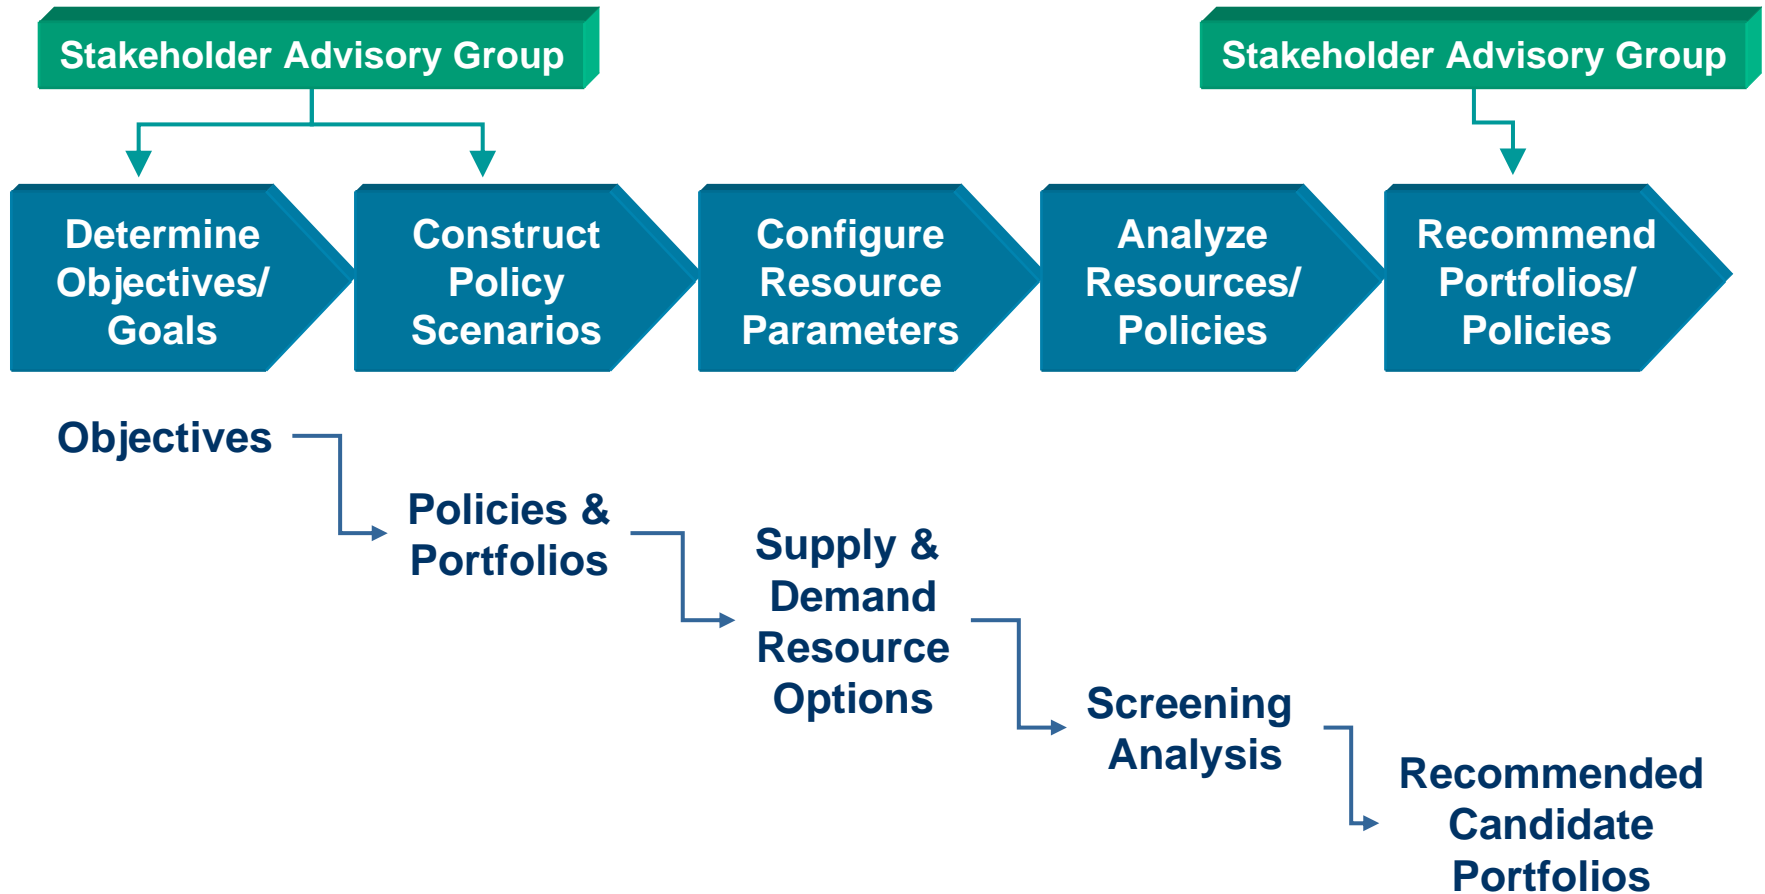 Stakeholder Advisory Group
Stakeholder Advisory Group
Determine
Objectives/
Goals
Construct
Policy
Scenarios
Configure
Resource
Parameters
Analyze
Resources/
Policies
Recommend
Portfolios/
Policies
Objectives
Policies &
Portfolios
Supply &
Demand
Resource
Options
Screening
Analysis
Recommended
Candidate
Portfolios